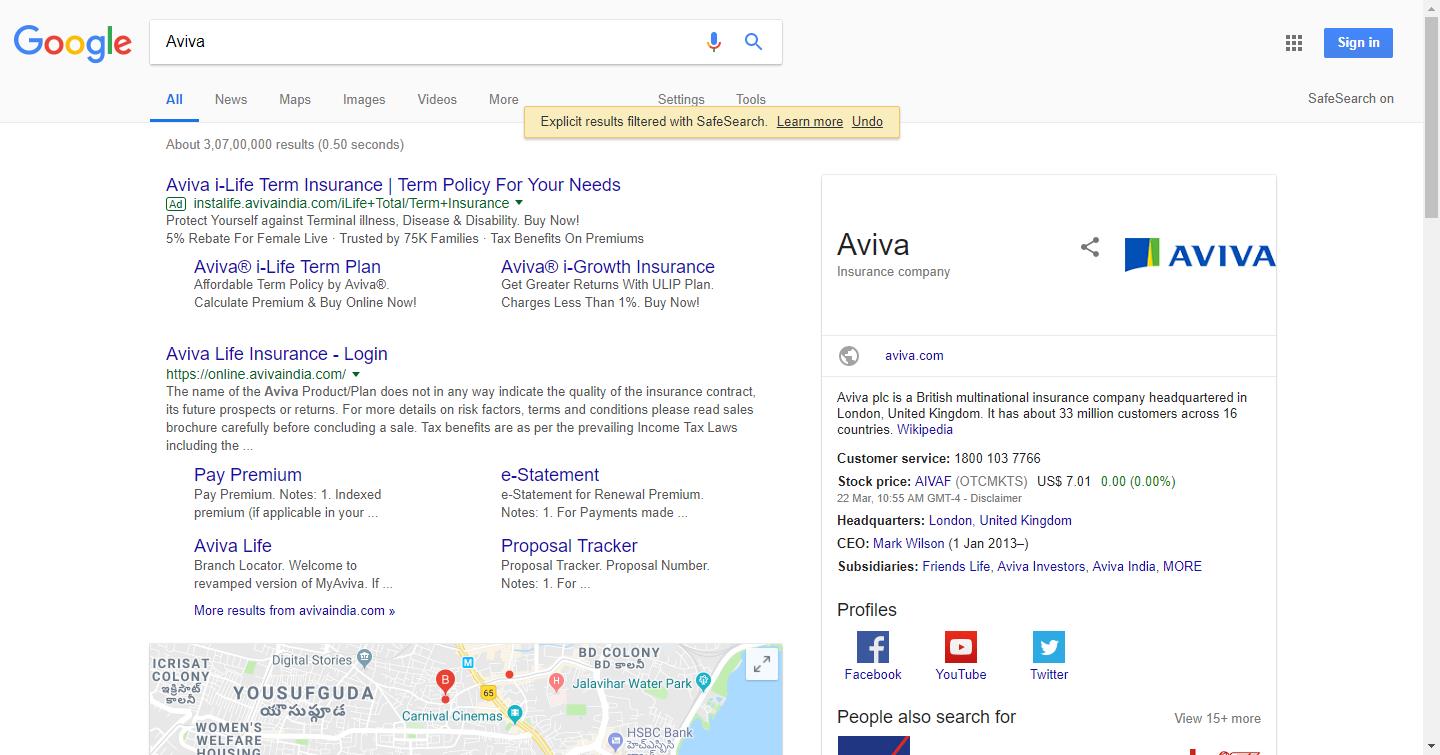 Google
Aviva
Sign in
All News Maps Images Videos More Settings Tools
SafeSearch on
Explicit results filtered with SafeSearch. Learn more Undo
About 3,07,00,000 results (0.50 seconds)
Aviva i-Life Term Insurance | Term Policy For Your Needs
Ad instalife.avivaindia.com/iLife+Total/Term+Insurance
Protect Yourself against Terminal illness, Disease & Disability. Buy Now!
5% Rebate For Female Live · Trusted by 75K Families · Tax Benefits On Premiums
Aviva® i-Life Term Plan
Affordable Term Policy by Aviva®.
Calculate Premium & Buy Online Now!
Aviva® i-Growth Insurance
Get Greater Returns With ULIP Plan.
Charges Less Than 1%. Buy Now!
Aviva Life Insurance - Login
https://online.avivaindia.com/
The name of the Aviva Product/Plan does not in any way indicate the quality of the insurance contract,
its future prospects or returns. For more details on risk factors, terms and conditions please read sales
brochure carefully before concluding a sale. Tax benefits are as per the prevailing Income Tax Laws
including the ...
Pay Premium
Pay Premium. Notes: 1. Indexed
premium (if applicable in your ...
e-Statement
e-Statement for Renewal Premium.
Notes: 1. For Payments made ...
Aviva Life
Branch Locator. Welcome to
revamped version of MyAviva. If ...
Proposal Tracker
Proposal Tracker. Proposal Number.
Notes: 1. For ...
More results from avivaindia.com »
ICRISAT
COLONY
ఇక్రిసాట్
కాలనీ
Digital Stories
M
BD COLONY
BD కాలనీ
YOUSUFGUDA
యూసుఫ్గూడ
B
65
H
Jalavihar Water Park
Carnival Cinemas
WOMEN'S
WELFARE
HOUSING
HSBC Bank
Aviva
Insurance company
AVIVA
aviva.com
Aviva plc is a British multinational insurance company headquartered in
London, United Kingdom. It has about 33 million customers across 16
countries. Wikipedia
Customer service: 1800 103 7766
Stock price: AIVAF (OTCMKTS) US$ 7.01 0.00 (0.00%)
22 Mar, 10:55 AM GMT-4 - Disclaimer
Headquarters: London, United Kingdom
CEO: Mark Wilson (1 Jan 2013–)
Subsidiaries: Friends Life, Aviva Investors, Aviva India, MORE
Profiles
Facebook YouTube Twitter
People also search for View 15+ more